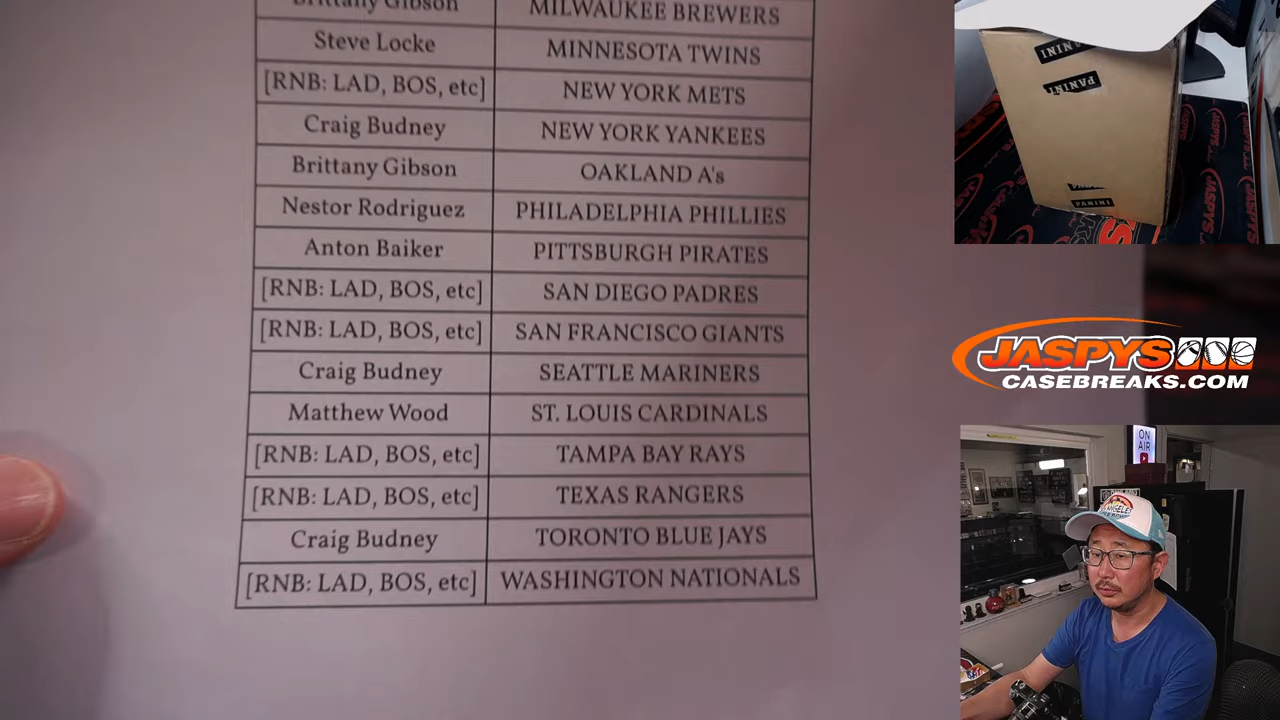 Brittany Gibson MILWAUKEE BREWERS
Steve Locke MINNESOTA TWINS
[RNB: LAD, BOS, etc] NEW YORK METS
Craig Budney NEW YORK YANKEES
Brittany Gibson OAKLAND A's
Nestor Rodriguez PHILADELPHIA PHILLIES
Anton Baiker PITTSBURGH PIRATES
[RNB: LAD, BOS, etc] SAN DIEGO PADRES
[RNB: LAD, BOS, etc] SAN FRANCISCO GIANTS
Craig Budney SEATTLE MARINERS
Matthew Wood ST. LOUIS CARDINALS
[RNB: LAD, BOS, etc] TAMPA BAY RAYS
[RNB: LAD, BOS, etc] TEXAS RANGERS
Craig Budney TORONTO BLUE JAYS
[RNB: LAD, BOS, etc] WASHINGTON NATIONALS
PANINI
PANINI
PANINI
JASPYS
JASPYS
CASEBREAKS.COM
ON
AIR